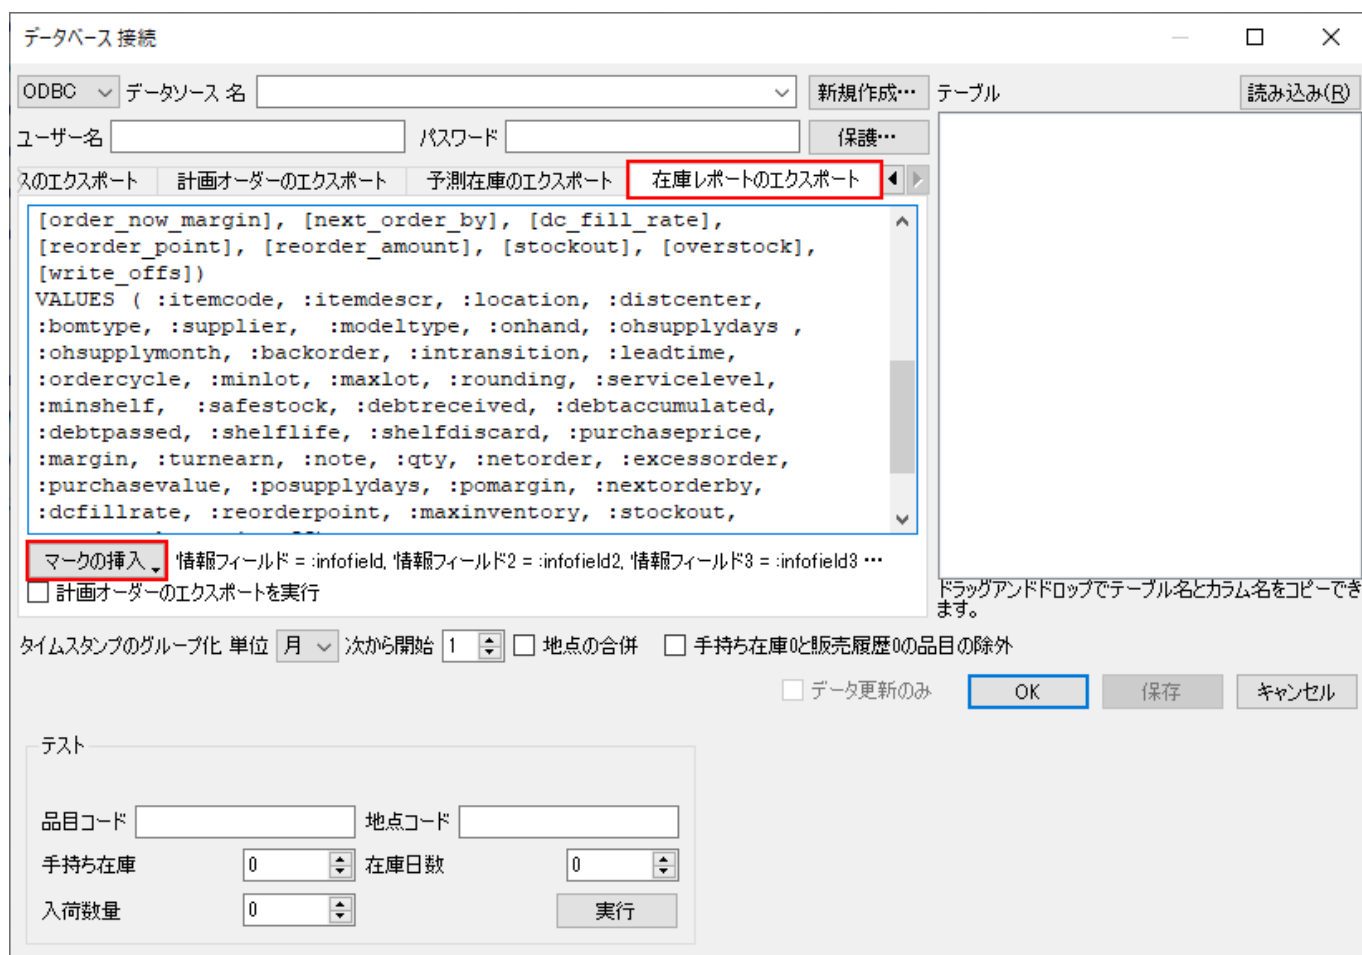 データベース 接続
ODBC データソース 名 新規作成… テーブル 読み込み(R)
ユーザー名 パスワード 保護…
スのエクスポート 計画オーダーのエクスポート 予測在庫のエクスポート 在庫レポートのエクスポート
[order_now_margin], [next_order_by], [dc_fill_rate],
[reorder_point], [reorder_amount], [stockout], [overstock],
[write_offs])
VALUES ( :itemcode, :itemdescr, :location, :distcenter,
:bomtype, :supplier,  :modeltype, :onhand, :ohsupplydays ,
:ohsupplymonth, :backorder, :intransition, :leadtime,
:ordercycle, :minlot, :maxlot, :rounding, :servicelevel,
:minshelf,  :safestock, :debtreceived, :debtaccumulated,
:debtpassed, :shelflife, :shelfdiscard, :purchaseprice,
:margin, :turnearn, :note, :qty, :netorder, :excessorder,
:purchasevalue, :posupplydays, :pomargin, :nextorderby,
:dcfillrate, :reorderpoint, :maxinventory, :stockout,
マークの挿入 '情報フィールド = :infofield, '情報フィールド2 = :infofield2, '情報フィールド3 = :infofield3 …
計画オーダーのエクスポートを実行
ドラッグアンドドロップでテーブル名とカラム名をコピーでき
ます。
タイムスタンプのグループ化 単位 月 次から開始 1 地点の合併 手持ち在庫0と販売履歴0の品目の除外
データ更新のみ OK 保存 キャンセル
テスト
品目コード 地点コード
手持ち在庫 0 在庫日数 0
入荷数量 0 実行